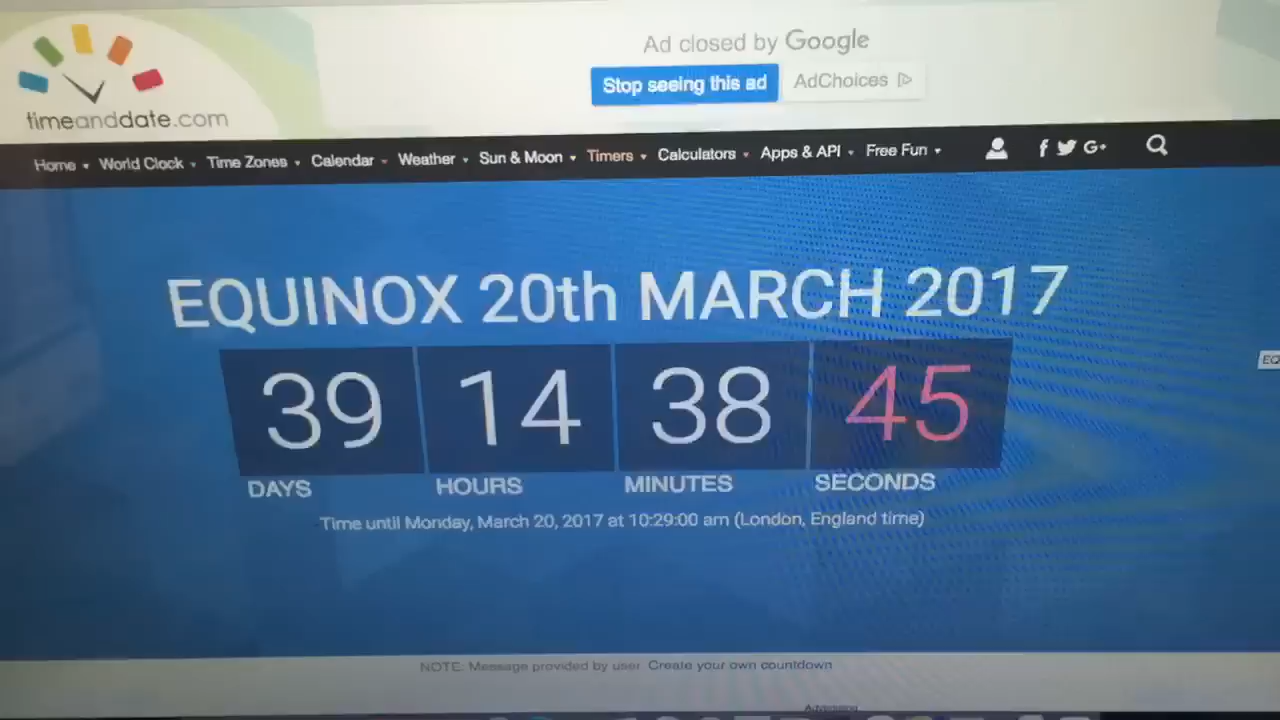 Ad closed by Google
Stop seeing this ad
AdChoices
timeanddate.com
Home World Clock Time Zones Calendar Weather Sun & Moon Timers Calculators Apps & API Free Fun
f G+
EQUINOX 20th MARCH 2017
39 14 38 45
DAYS HOURS MINUTES SECONDS
Time until Monday, March 20, 2017 at 10:29:00 am (London, England time)
EQ
NOTE: Message provided by user. Create your own countdown
Advertising